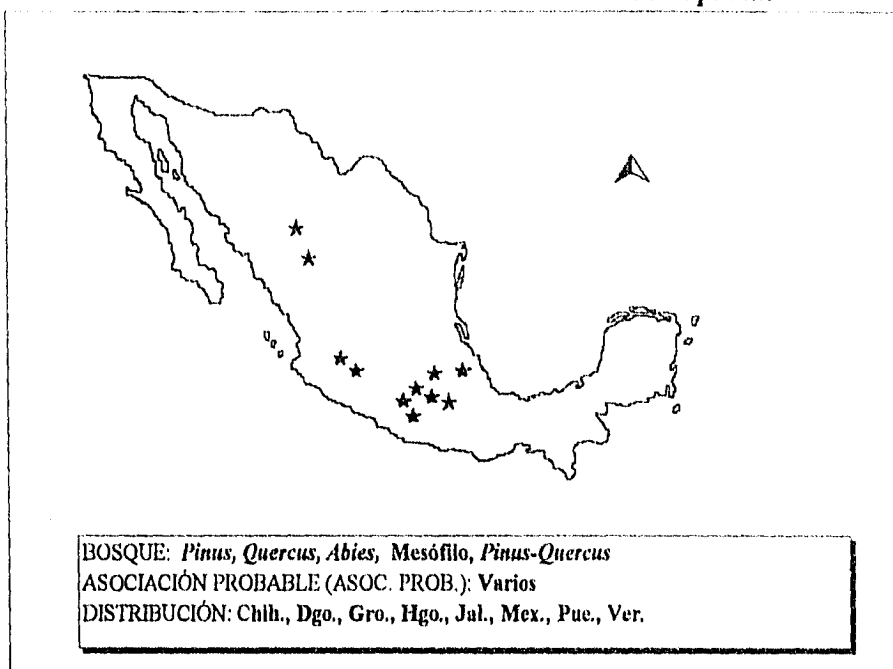 BOSQUE: Pinus, Quercus, Abies, Mesófilo, Pinus-Quercus
ASOCIACIÓN PROBABLE (ASOC. PROB.): Varios
DISTRIBUCIÓN: Chih., Dgo., Gro., Hgo., Jal., Mex., Pue., Ver.